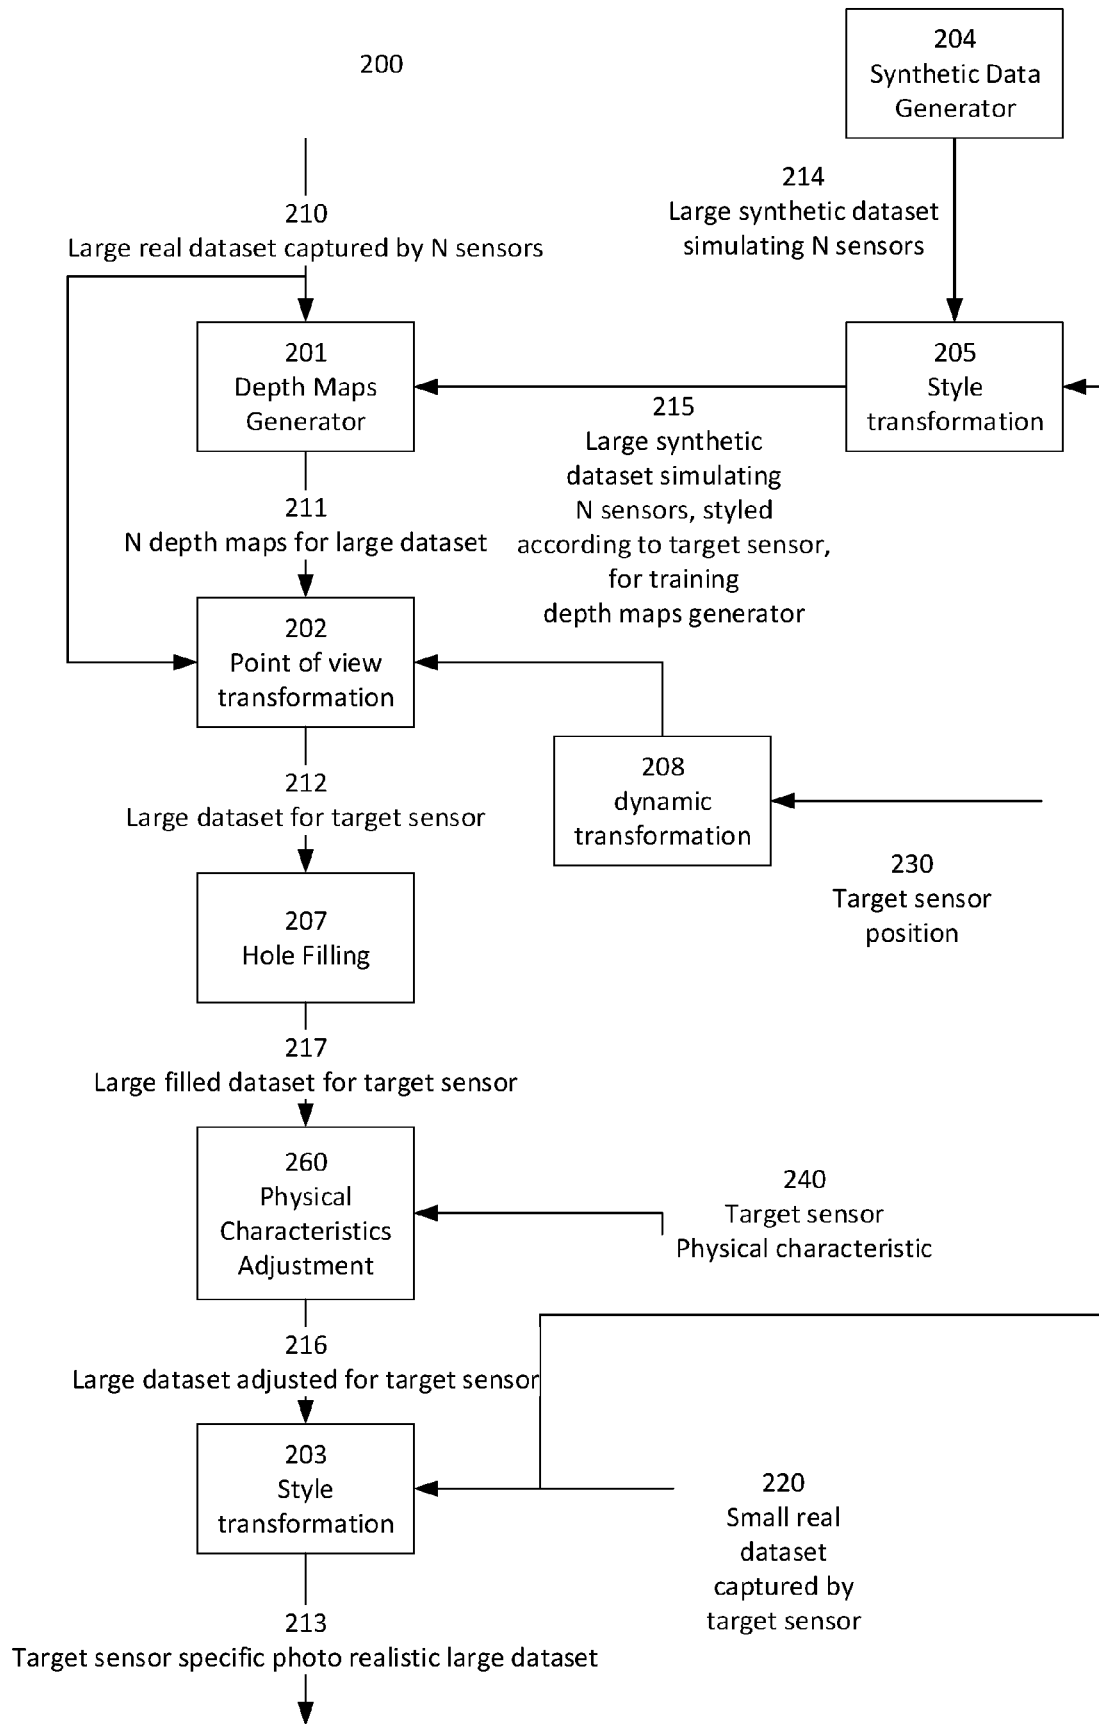 200
204
Synthetic Data
Generator
214
Large synthetic dataset
simulating N sensors
210
Large real dataset captured by N sensors
201
Depth Maps
Generator
205
Style
transformation
215
Large synthetic
dataset simulating
N sensors, styled
according to target sensor,
for training
depth maps generator
211
N depth maps for large dataset
202
Point of view
transformation
208
dynamic
transformation
212
Large dataset for target sensor
230
Target sensor
position
207
Hole Filling
217
Large filled dataset for target sensor
260
Physical
Characteristics
Adjustment
240
Target sensor
Physical characteristic
216
Large dataset adjusted for target sensor
203
Style
transformation
220
Small real
dataset
captured by
target sensor
213
Target sensor specific photo realistic large dataset